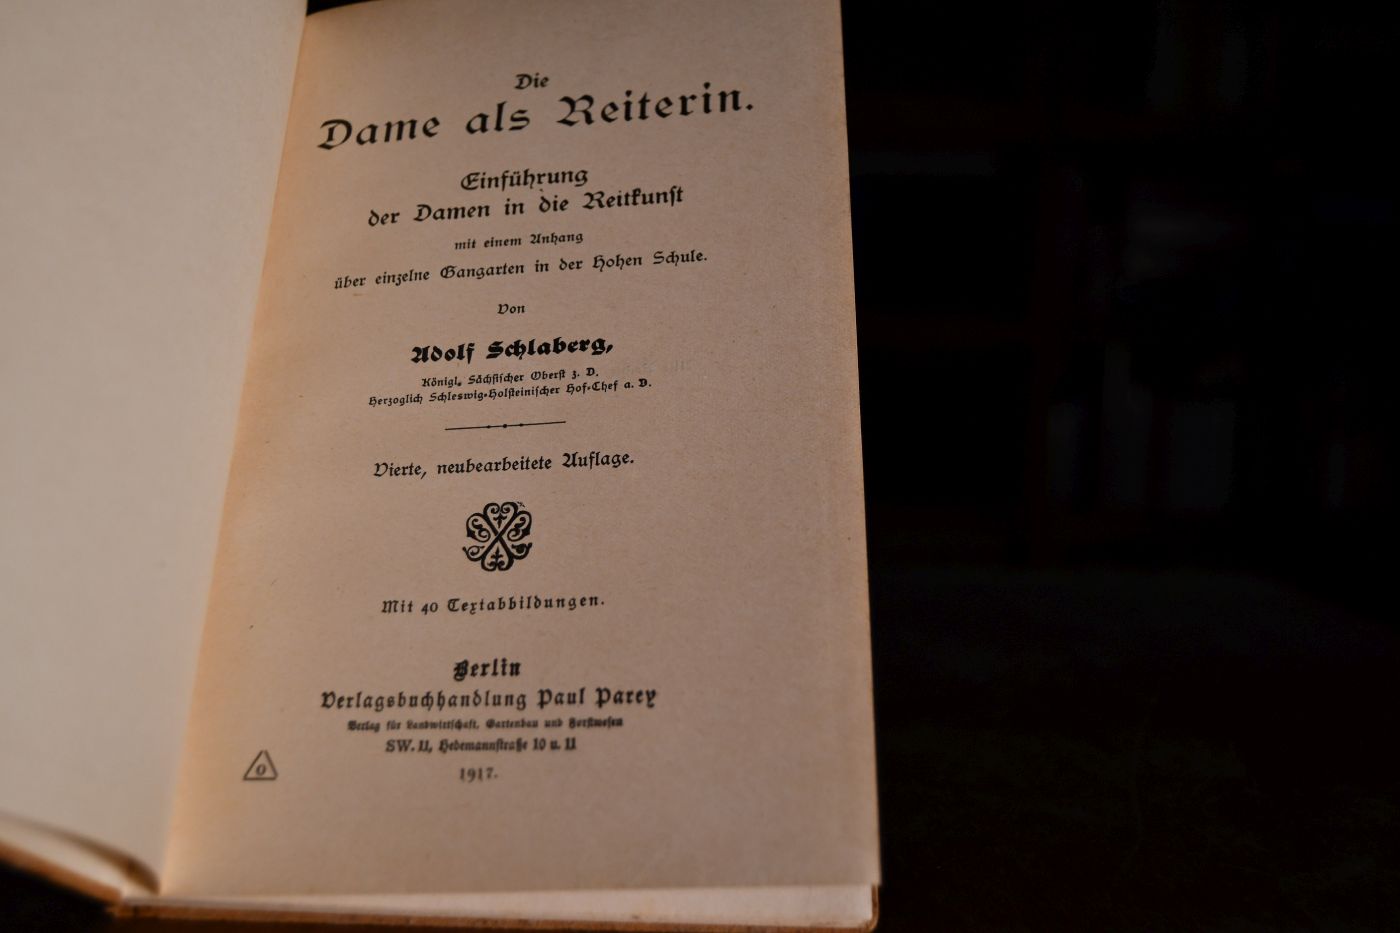 Die
Dame als Reiterin.
Einführung
der Damen in die Reitkunſt
mit einem Anhang
über einzelne Gangarten in der Hohen Schule.
Von
Adolf Schlaberg,
Königl. Sächſiſcher Oberſt z. D.
Herzoglich Schleswig-Holſteiniſcher Hof-Chef a. D.
Vierte, neubearbeitete Auflage.
Mit 40 Textabbildungen.
Berlin
Verlagsbuchhandlung Paul Parey
Verlag für Landwirtſchaft, Gartenbau und Forſtweſen
SW. 11, Hedemannſtraße 10 u. 11
1917.
0